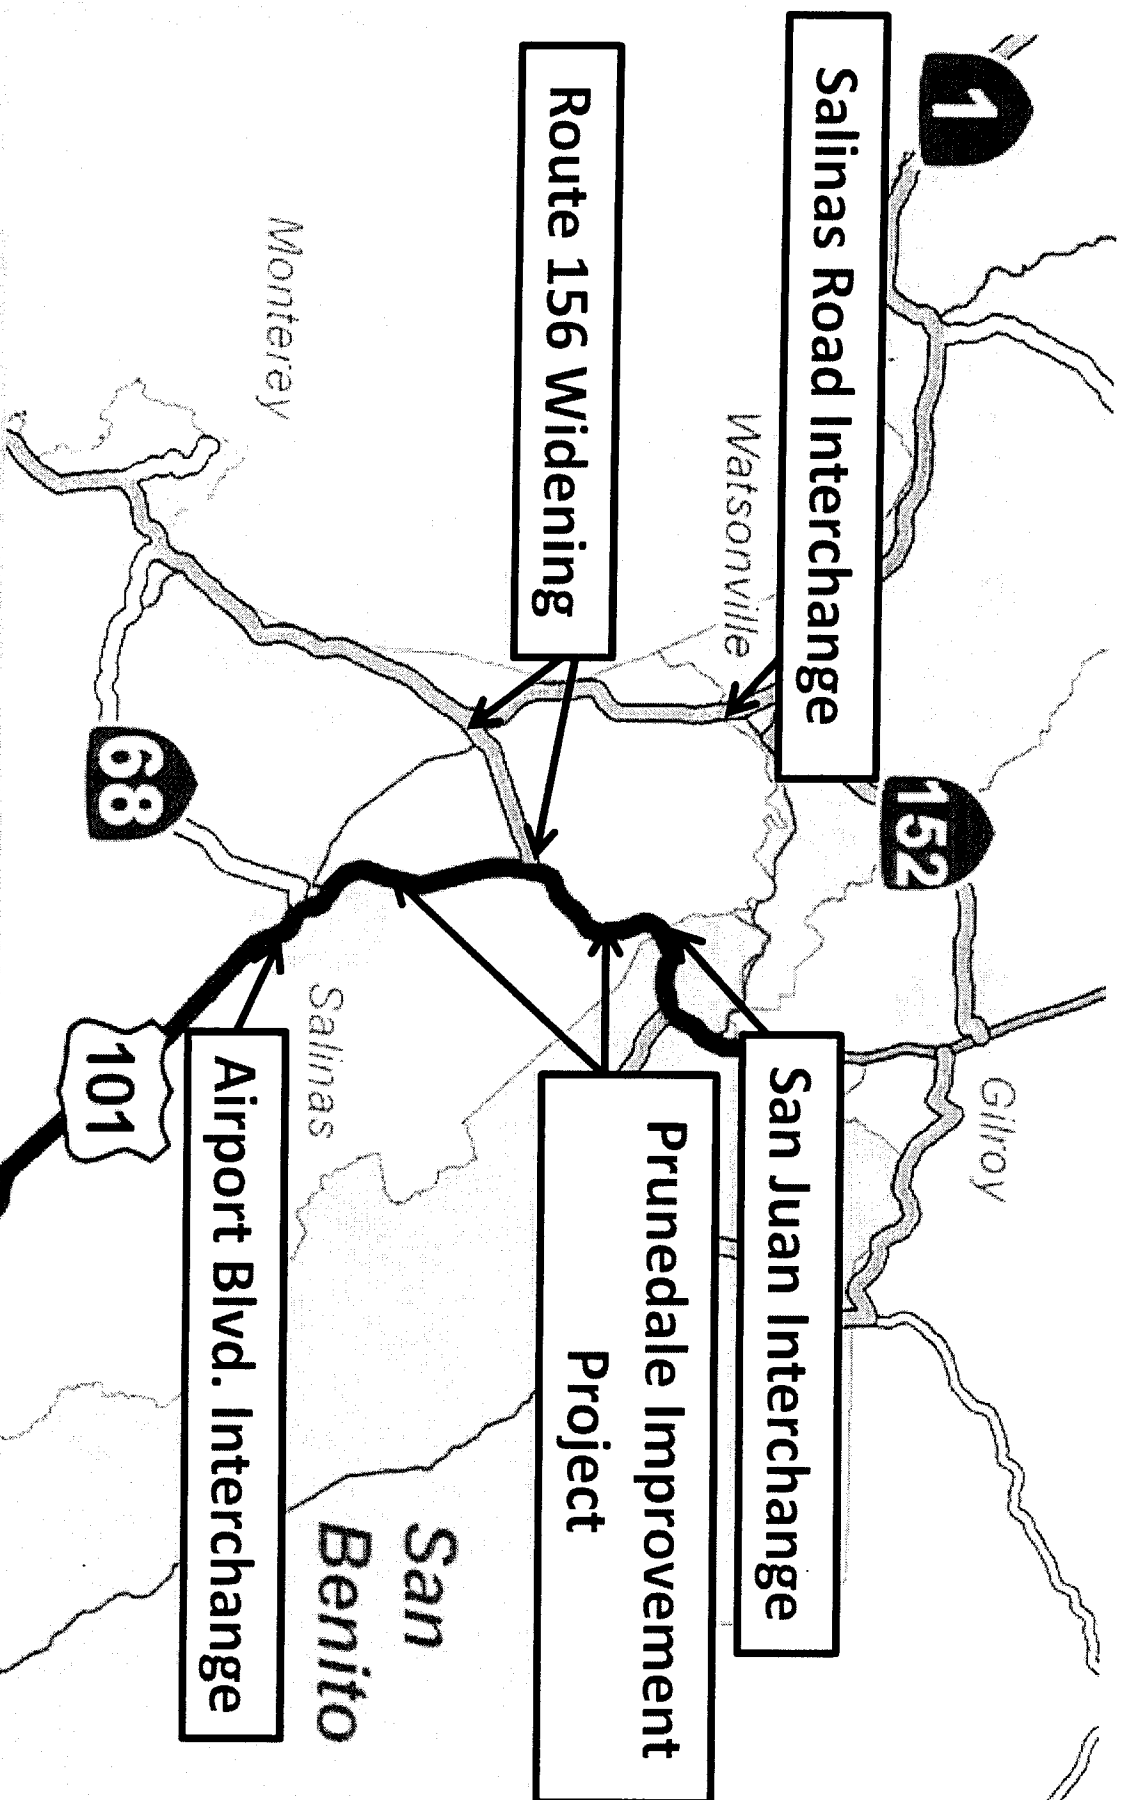 1
Salinas Road Interchange
152
Gilroy
Watsonville
San Juan Interchange
Route 156 Widening
Prunedale Improvement
Project
San
Benito
Monterey
Salinas
Airport Blvd. Interchange
68
101